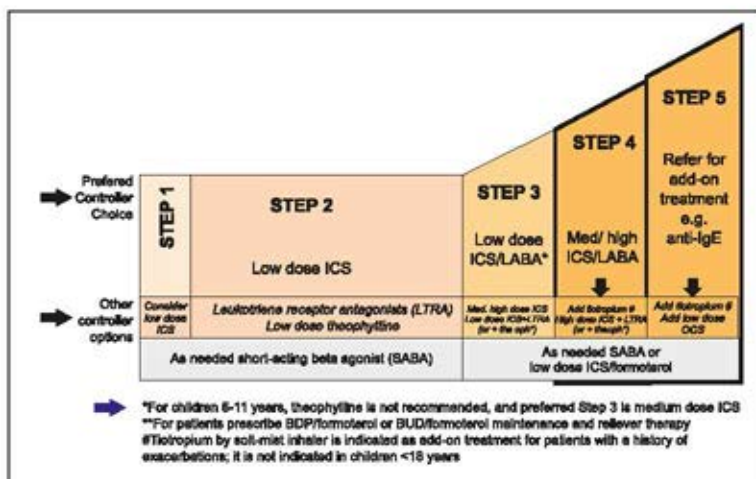 STEP 5
STEP 4
Refer for
add-on
treatment
e.g.
anti-IgE
Preferred
Controller
Choice
STEP 1
STEP 2
STEP 3
Low dose ICS
Low dose
ICS/LABA*
Med/ high
ICS/LABA
Other
controller
options
Consider
low dose
ICS
Leukotriene receptor antagonists (LTRA)
Low dose theophylline
Med. high dose ICS
Low dose ICS+LTRA
(or + theoph*)
Add tiotropium #
High dose ICS + LTRA
(or + theoph*)
Add tiotropium #
Add low dose
OCS
As needed short-acting beta agonist (SABA)
As needed SABA or
low dose ICS/formoterol
*For children 6-11 years, theophylline is not recommended, and preferred Step 3 is medium dose ICS
**For patients prescribe BDP/formoterol or BUD/formoterol maintenance and reliever therapy
#Tiotropium by soft-mist inhaler is indicated as add-on treatment for patients with a history of
exacerbations; it is not indicated in children <18 years